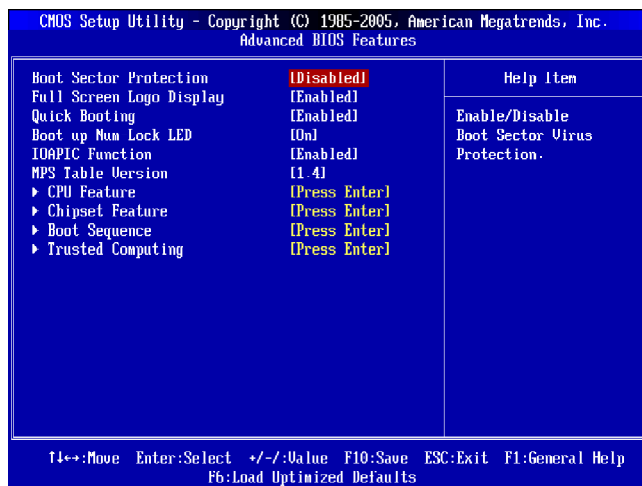 CMOS Setup Utility - Copyright (C) 1985-2005, American Megatrends, Inc.
Advanced BIOS Features
Boot Sector Protection [Disabled]
Full Screen Logo Display [Enabled]
Quick Booting [Enabled]
Boot up Num Lock LED [On]
IOAPIC Function [Enabled]
MPS Table Version [1.4]
▶ CPU Feature [Press Enter]
▶ Chipset Feature [Press Enter]
▶ Boot Sequence [Press Enter]
▶ Trusted Computing [Press Enter]
Help Item
Enable/Disable
Boot Sector Virus
Protection.
↑↓←→:Move Enter:Select +/-/:Value F10:Save ESC:Exit F1:General Help
F6:Load Optimized Defaults